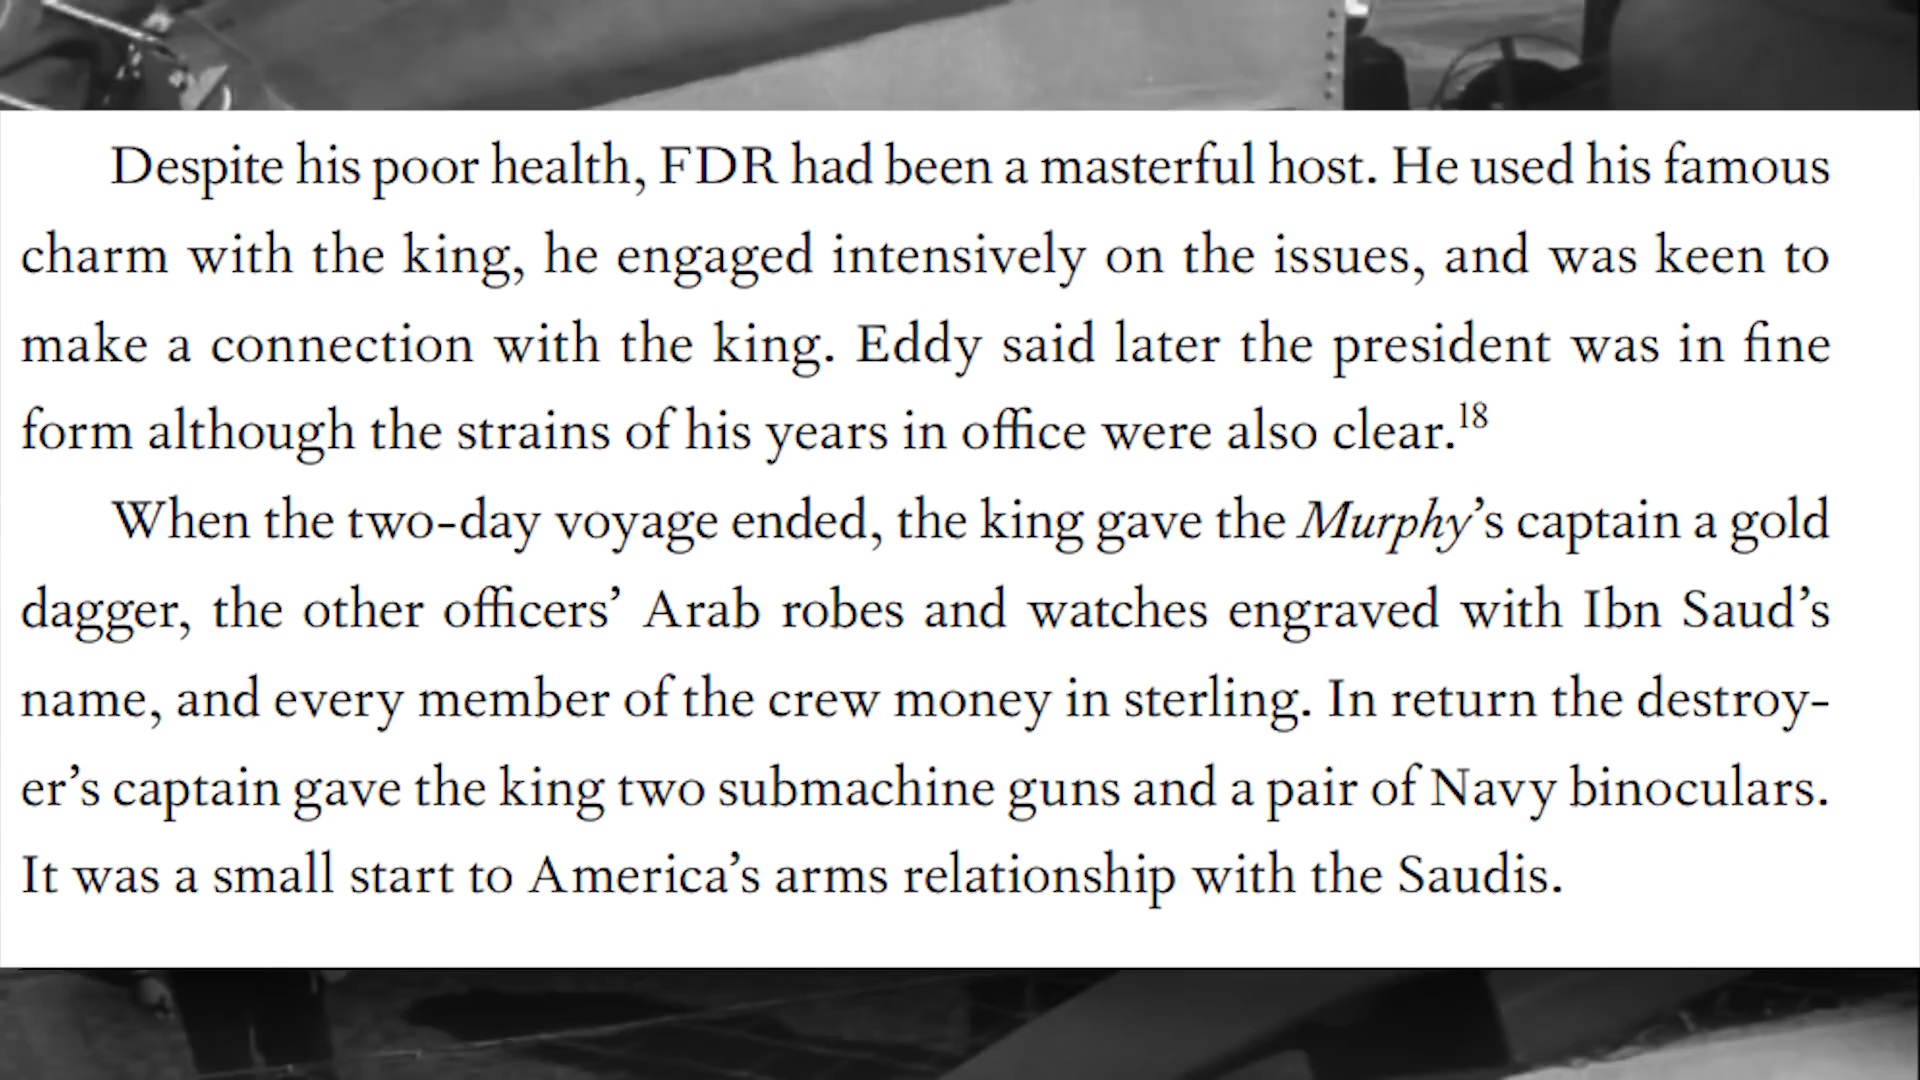 Despite his poor health, FDR had been a masterful host. He used his famous
charm with the king, he engaged intensively on the issues, and was keen to
make a connection with the king. Eddy said later the president was in fine
form although the strains of his years in office were also clear.18
When the two-day voyage ended, the king gave the Murphy’s captain a gold
dagger, the other officers’ Arab robes and watches engraved with Ibn Saud’s
name, and every member of the crew money in sterling. In return the destroy-
er’s captain gave the king two submachine guns and a pair of Navy binoculars.
It was a small start to America’s arms relationship with the Saudis.